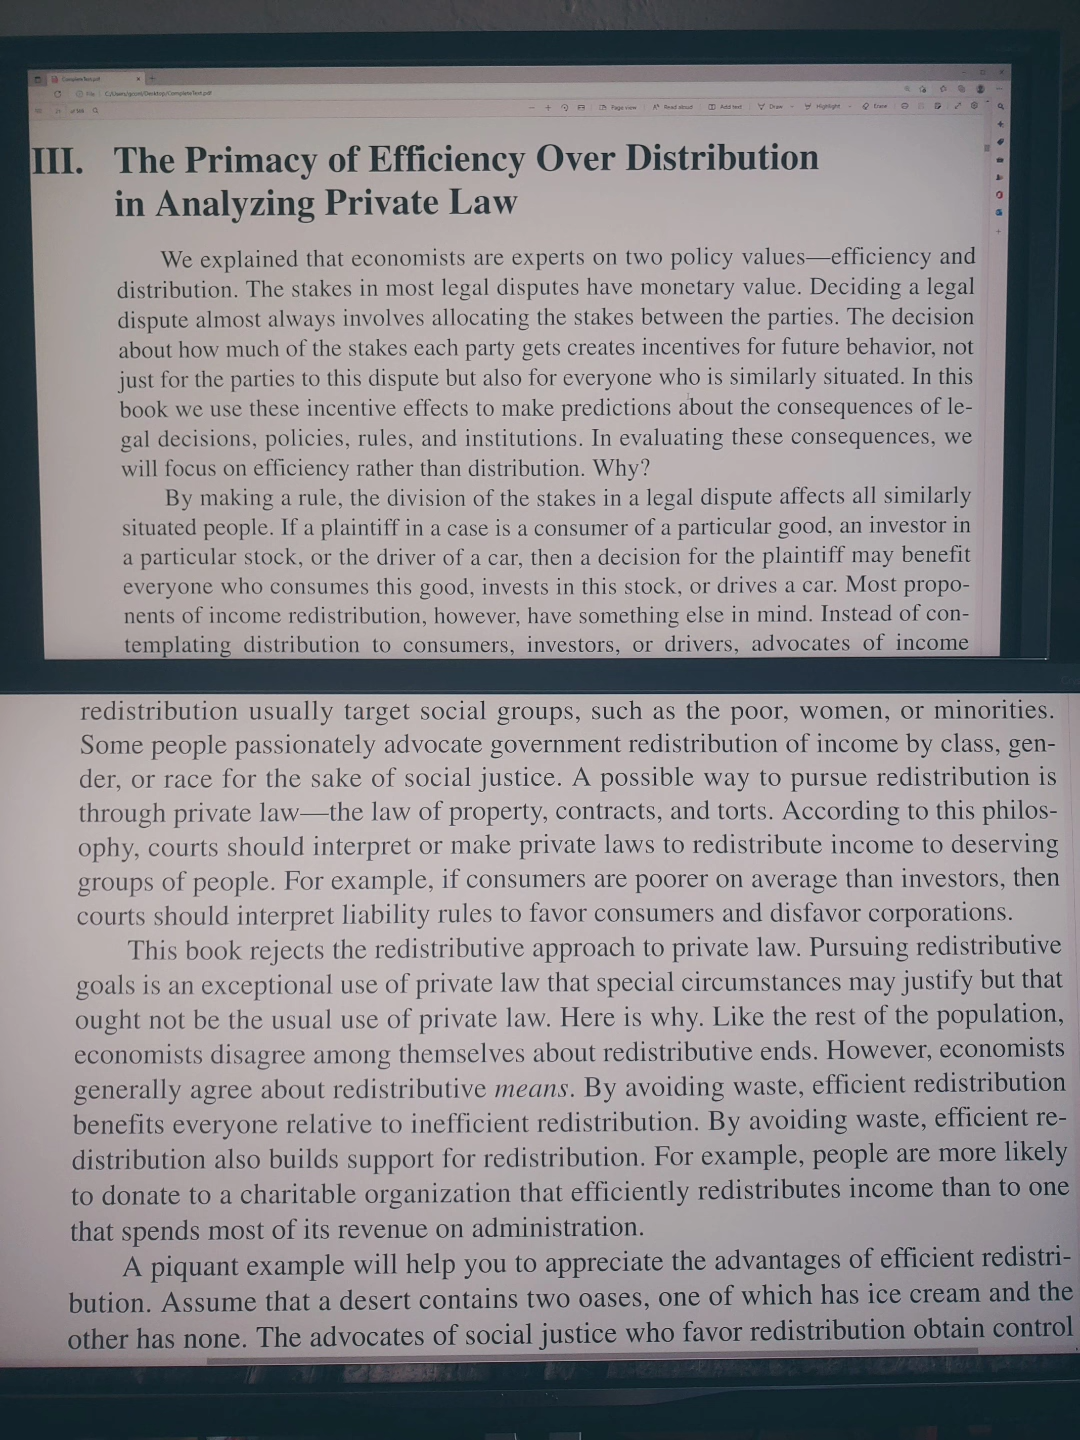 CompleteText.pdf
File C:/Users/gcont/Desktop/CompleteText.pdf
Page view Read aloud Add text Draw Highlight Erase
III. The Primacy of Efficiency Over Distribution
in Analyzing Private Law
We explained that economists are experts on two policy values—efficiency and
distribution. The stakes in most legal disputes have monetary value. Deciding a legal
dispute almost always involves allocating the stakes between the parties. The decision
about how much of the stakes each party gets creates incentives for future behavior, not
just for the parties to this dispute but also for everyone who is similarly situated. In this
book we use these incentive effects to make predictions about the consequences of le-
gal decisions, policies, rules, and institutions. In evaluating these consequences, we
will focus on efficiency rather than distribution. Why?
By making a rule, the division of the stakes in a legal dispute affects all similarly
situated people. If a plaintiff in a case is a consumer of a particular good, an investor in
a particular stock, or the driver of a car, then a decision for the plaintiff may benefit
everyone who consumes this good, invests in this stock, or drives a car. Most propo-
nents of income redistribution, however, have something else in mind. Instead of con-
templating distribution to consumers, investors, or drivers, advocates of income
redistribution usually target social groups, such as the poor, women, or minorities.
Some people passionately advocate government redistribution of income by class, gen-
der, or race for the sake of social justice. A possible way to pursue redistribution is
through private law—the law of property, contracts, and torts. According to this philos-
ophy, courts should interpret or make private laws to redistribute income to deserving
groups of people. For example, if consumers are poorer on average than investors, then
courts should interpret liability rules to favor consumers and disfavor corporations.
This book rejects the redistributive approach to private law. Pursuing redistributive
goals is an exceptional use of private law that special circumstances may justify but that
ought not be the usual use of private law. Here is why. Like the rest of the population,
economists disagree among themselves about redistributive ends. However, economists
generally agree about redistributive means. By avoiding waste, efficient redistribution
benefits everyone relative to inefficient redistribution. By avoiding waste, efficient re-
distribution also builds support for redistribution. For example, people are more likely
to donate to a charitable organization that efficiently redistributes income than to one
that spends most of its revenue on administration.
A piquant example will help you to appreciate the advantages of efficient redistri-
bution. Assume that a desert contains two oases, one of which has ice cream and the
other has none. The advocates of social justice who favor redistribution obtain control